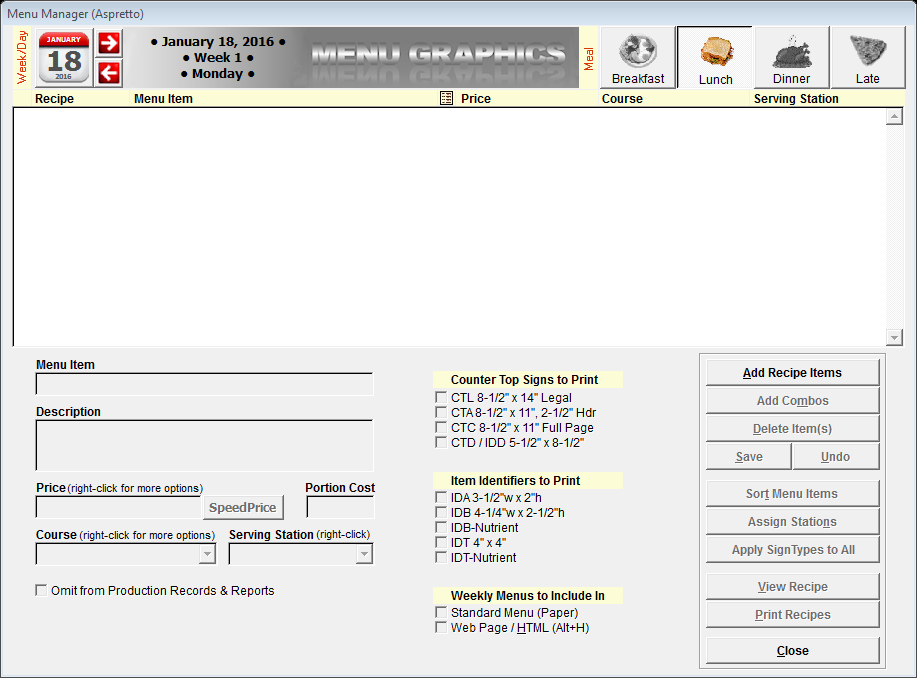 Menu Manager (Aspretto)
Week/Day
JANUARY
18
2016
● January 18, 2016 ●
● Week 1 ●
● Monday ●
MENU GRAPHICS
Meal
Breakfast
Lunch
Dinner
Late
Recipe
Menu Item
Price
Course
Serving Station
Menu Item
Description
Price (right-click for more options)
Portion Cost
SpeedPrice
Course (right-click for more options)
Serving Station (right-click)
Omit from Production Records & Reports
Counter Top Signs to Print
CTL 8-1/2" x 14" Legal
CTA 8-1/2" x 11", 2-1/2" Hdr
CTC 8-1/2" x 11" Full Page
CTD / IDD 5-1/2" x 8-1/2"
Item Identifiers to Print
IDA 3-1/2"w x 2"h
IDB 4-1/4"w x 2-1/2"h
IDB-Nutrient
IDT 4" x 4"
IDT-Nutrient
Weekly Menus to Include In
Standard Menu (Paper)
Web Page / HTML (Alt+H)
Add Recipe Items
Add Combos
Delete Item(s)
Save
Undo
Sort Menu Items
Assign Stations
Apply SignTypes to All
View Recipe
Print Recipes
Close